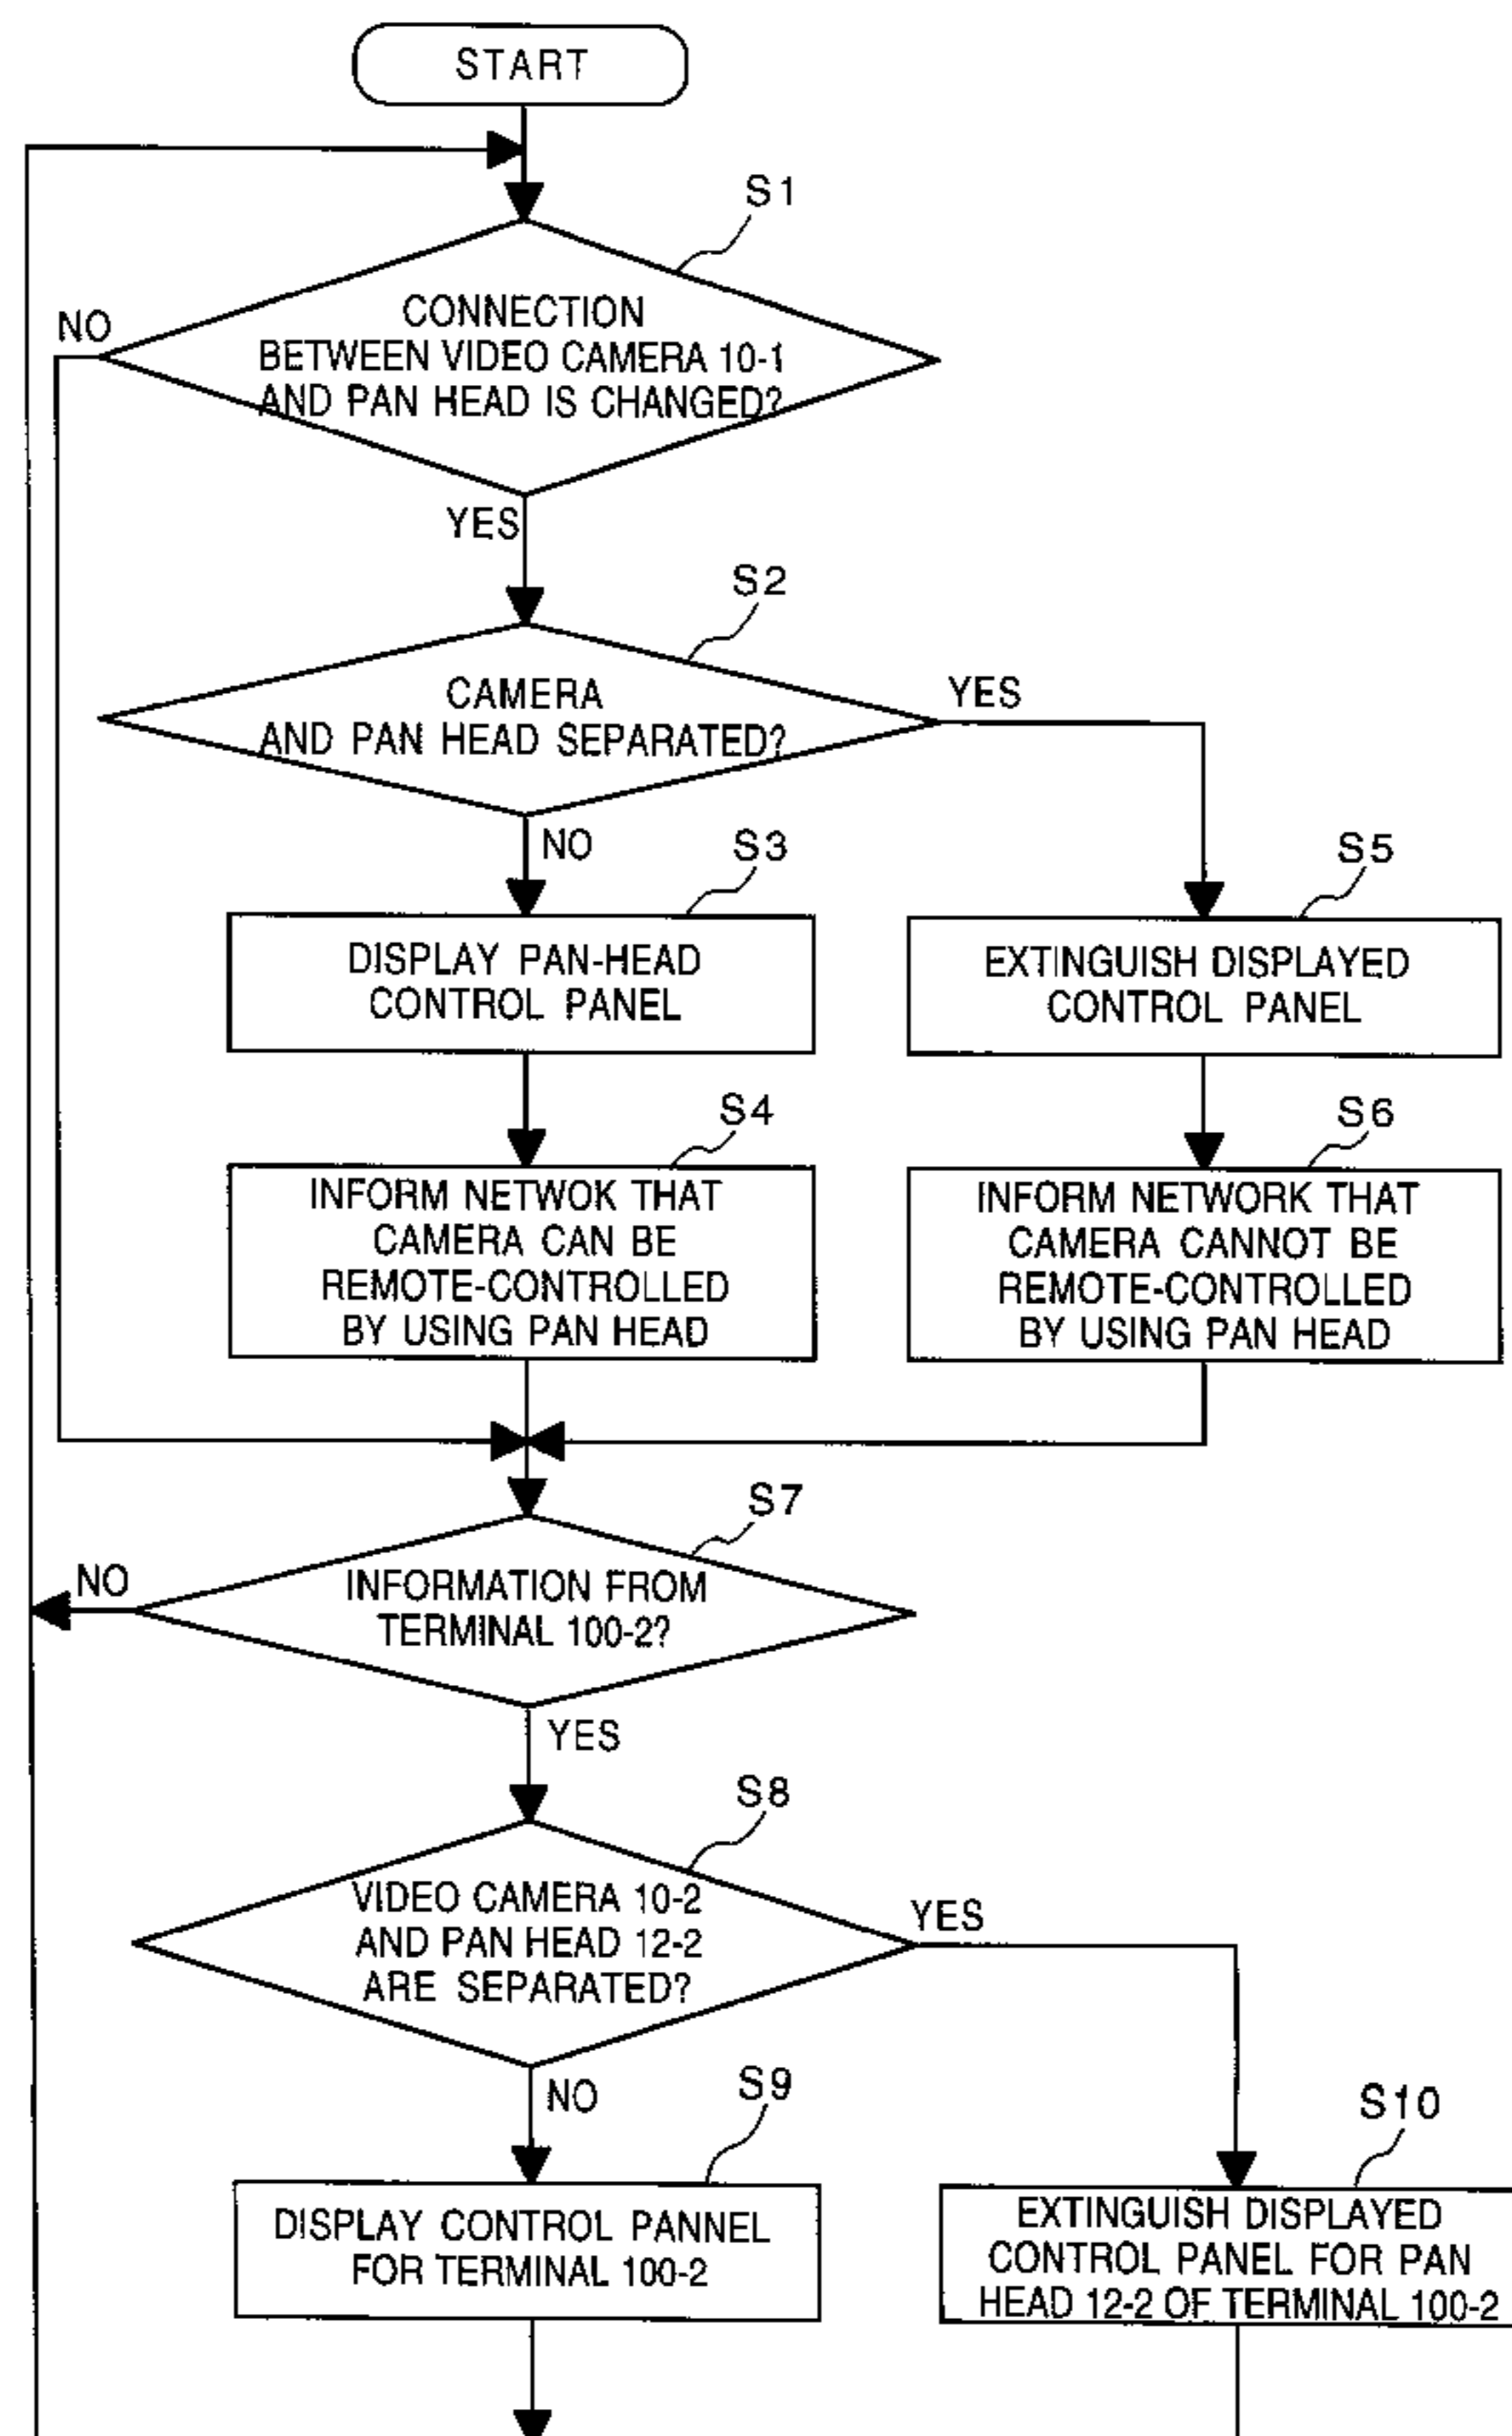 START
S1
CONNECTION
BETWEEN VIDEO CAMERA 10-1
AND PAN HEAD IS CHANGED?
NO
YES
S2
CAMERA
AND PAN HEAD SEPARATED?
YES
NO
S3
DISPLAY PAN-HEAD
CONTROL PANEL
S5
EXTINGUISH DISPLAYED
CONTROL PANEL
S4
INFORM NETWOK THAT
CAMERA CAN BE
REMOTE-CONTROLLED
BY USING PAN HEAD
S6
INFORM NETWORK THAT
CAMERA CANNOT BE
REMOTE-CONTROLLED
BY USING PAN HEAD
S7
INFORMATION FROM
TERMINAL 100-2?
NO
YES
S8
VIDEO CAMERA 10-2
AND PAN HEAD 12-2
ARE SEPARATED?
YES
NO
S9
DISPLAY CONTROL PANNEL
FOR TERMINAL 100-2
S10
EXTINGUISH DISPLAYED
CONTROL PANEL FOR PAN
HEAD 12-2 OF TERMINAL 100-2